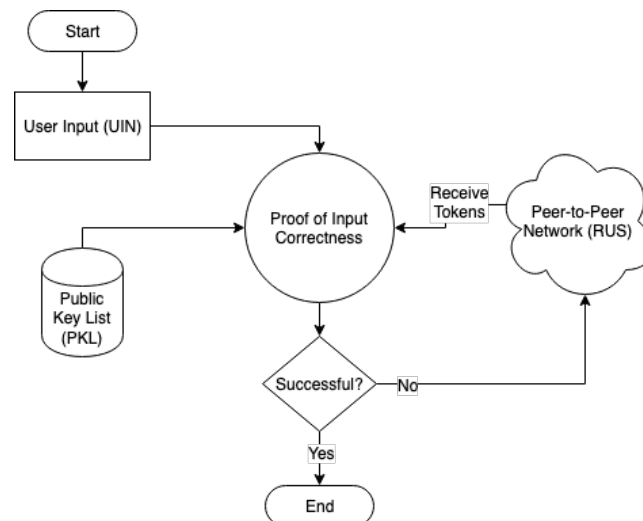 Start
User Input (UIN)
Proof of Input
Correctness
Receive
Tokens
Peer-to-Peer
Network (RUS)
Public
Key List
(PKL)
Successful?
No
Yes
End